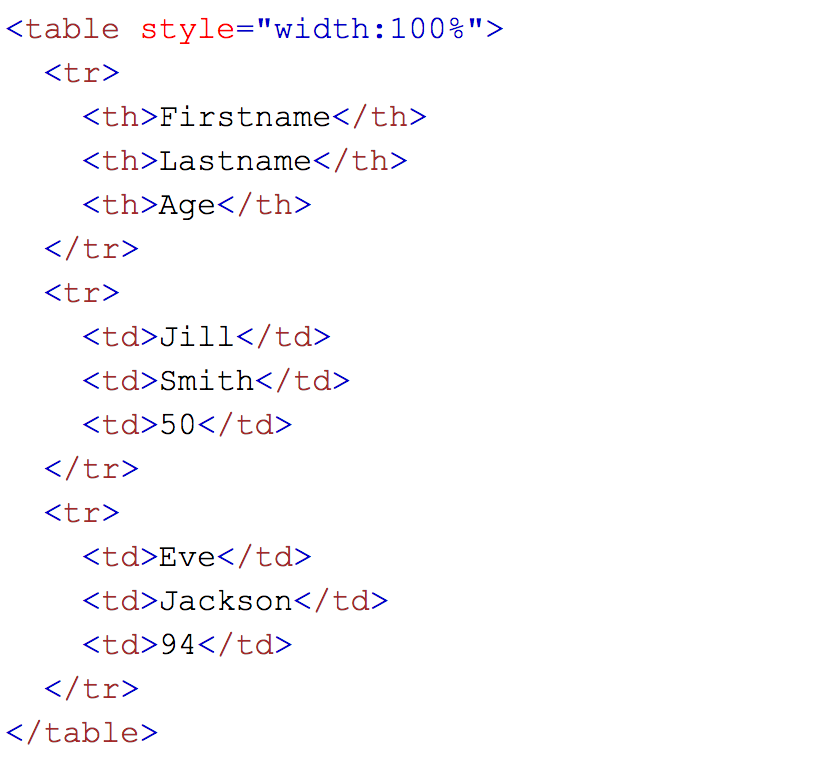 <table style="width:100%">
  <tr>
    <th>Firstname</th>
    <th>Lastname</th>
    <th>Age</th>
  </tr>
  <tr>
    <td>Jill</td>
    <td>Smith</td>
    <td>50</td>
  </tr>
  <tr>
    <td>Eve</td>
    <td>Jackson</td>
    <td>94</td>
  </tr>
</table>